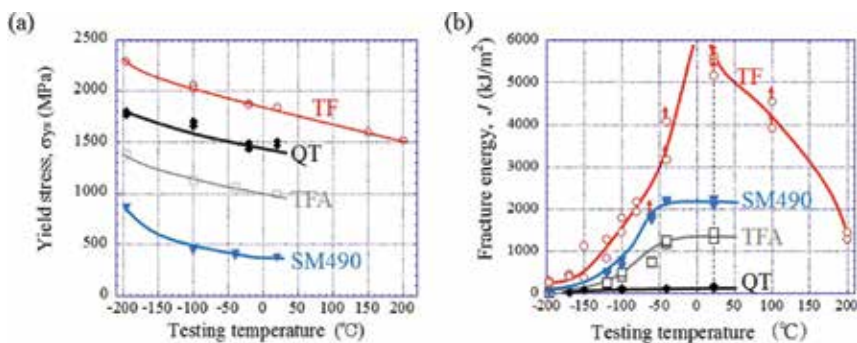 (a)
2500
2000
1500
1000
500
0
Yield stress, σys (MPa)
TF
QT
TFA
SM490
-200 -150 -100 -50 0 50 100 150 200
Testing temperature (℃)
(b)
6000
5000
4000
3000
2000
1000
0
Fracture energy, J (kJ/m²)
TF
SM490
TFA
QT
-200 -150 -100 -50 0 50 100 150 200
Testing temperature (℃)